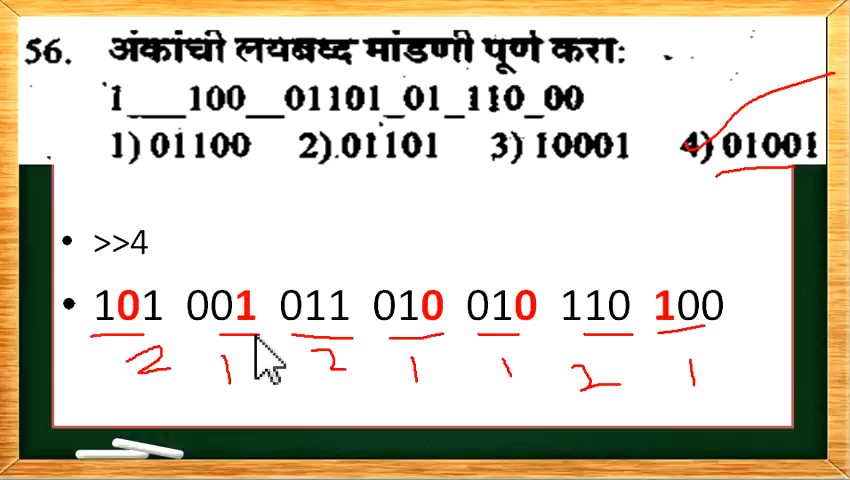 56. अंकांची लयबध्द मांडणी पूर्ण करा:
1___100__01101_01_110_00
1) 01100 2) 01101 3) 10001 4) 01001
• >>4
• 101 001 011 010 010 110 100
2 1 2 1 1 2 1